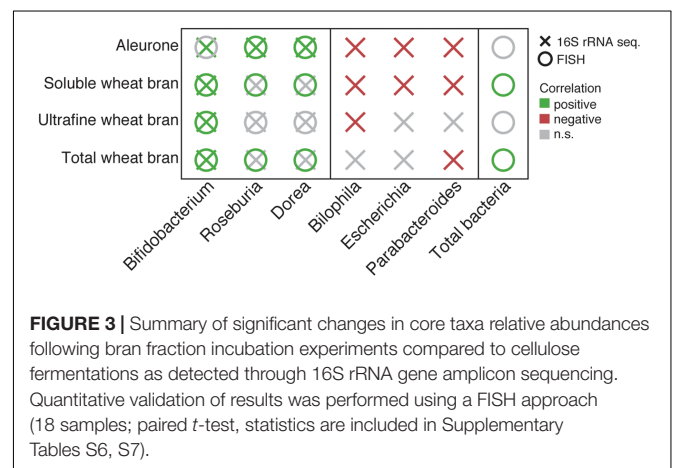 Aleurone
Soluble wheat bran
Ultrafine wheat bran
Total wheat bran
Bifidobacterium
Roseburia
Dorea
Bilophila
Escherichia
Parabacteroides
Total bacteria
16S rRNA seq.
FISH
Correlation
positive
negative
n.s.
FIGURE 3 | Summary of significant changes in core taxa relative abundances
following bran fraction incubation experiments compared to cellulose
fermentations as detected through 16S rRNA gene amplicon sequencing.
Quantitative validation of results was performed using a FISH approach
(18 samples; paired t-test, statistics are included in Supplementary
Tables S6, S7).